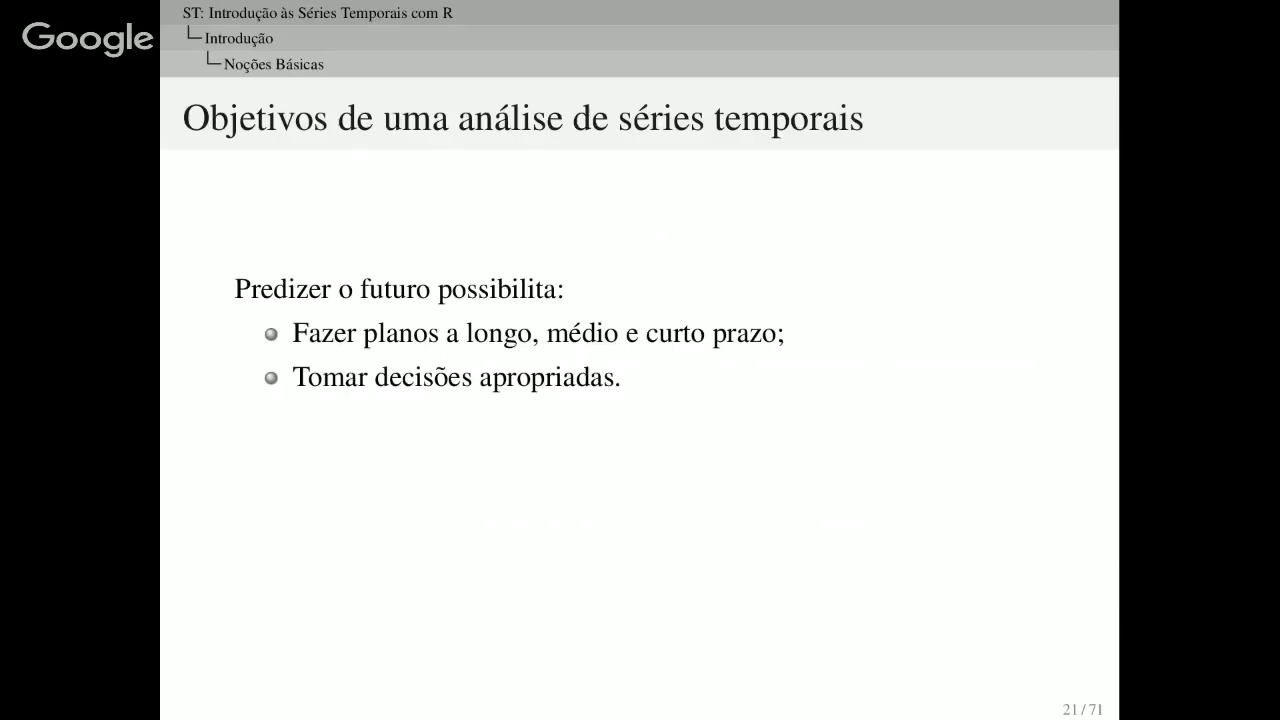 Google
ST: Introdução às Séries Temporais com R
Introdução
Noções Básicas
Objetivos de uma análise de séries temporais
Predizer o futuro possibilita:
Fazer planos a longo, médio e curto prazo;
Tomar decisões apropriadas.
21 / 71